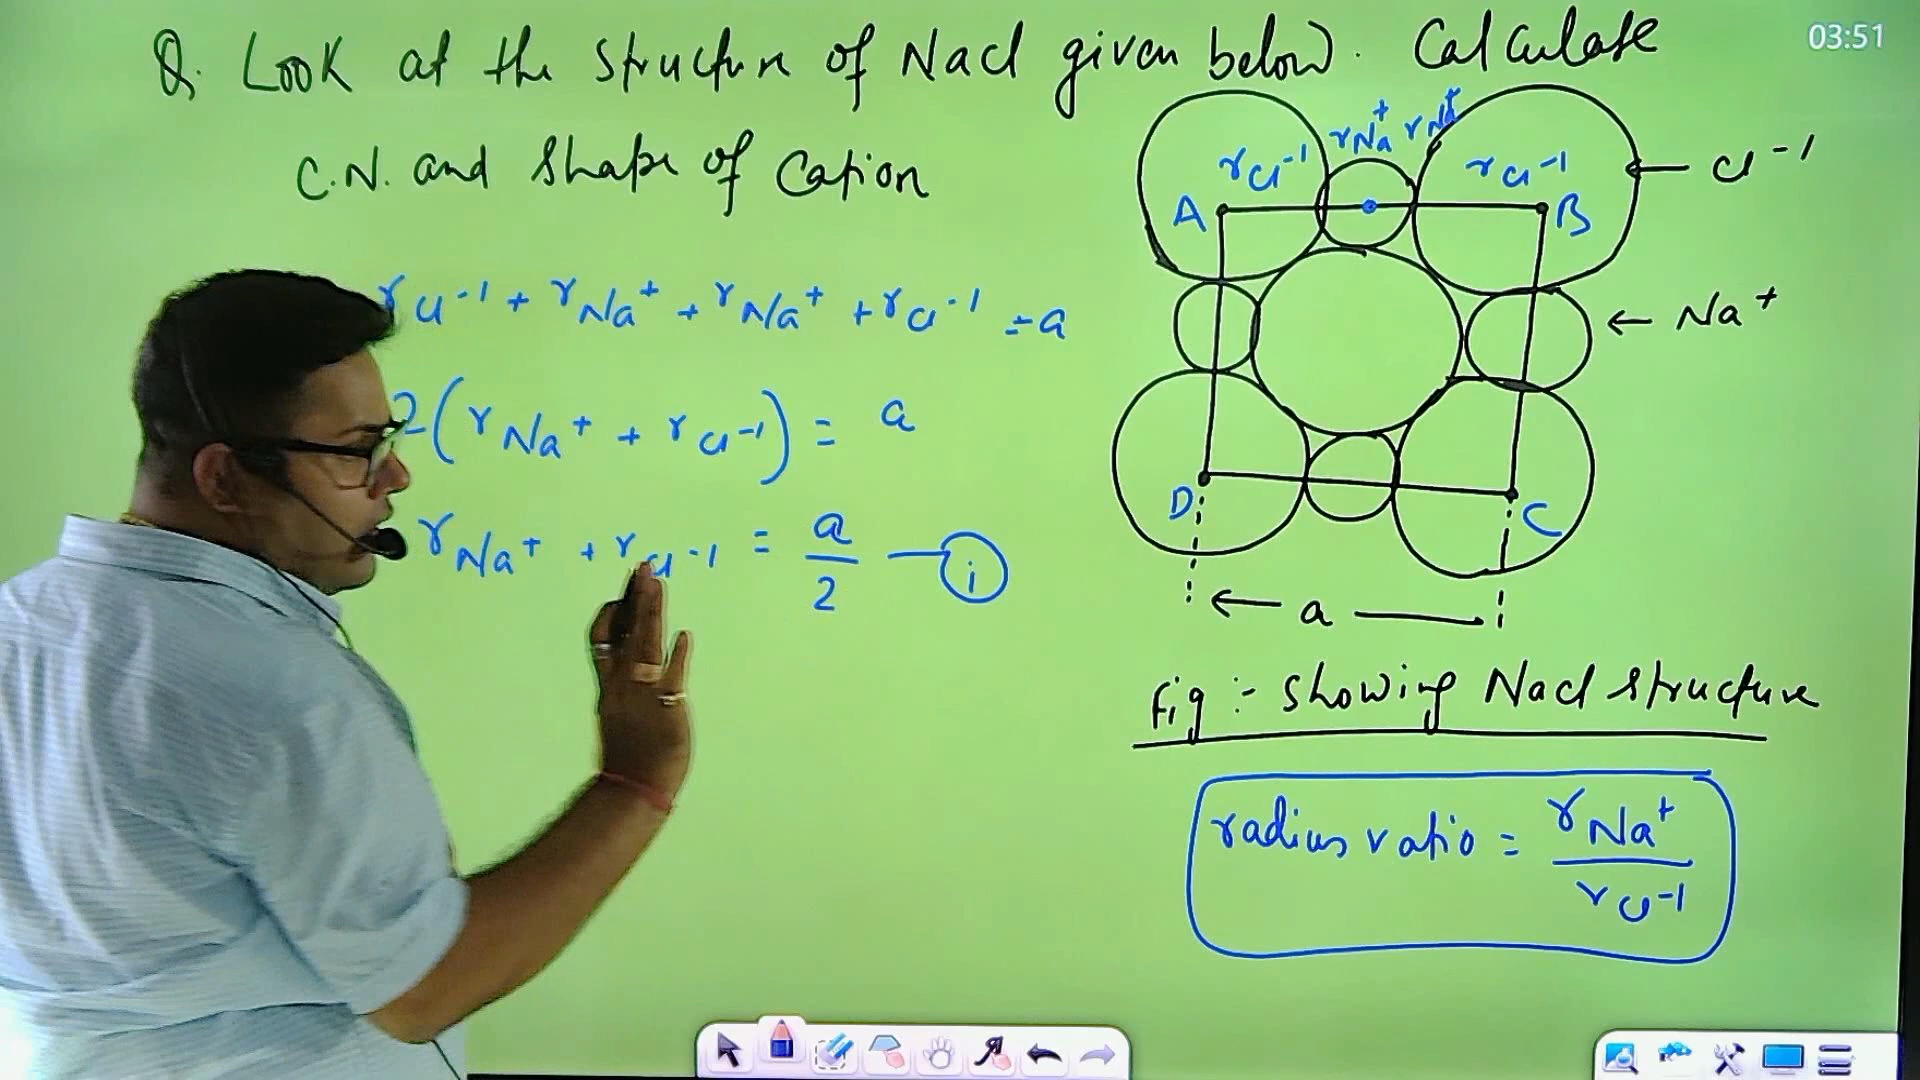 Q. Look at the structure of Nacl given below. Calculate
C.N. and shape of Cation
03:51
rCl⁻¹ + rNa⁺ + rNa⁺ + rCl⁻¹ = a
2(rNa⁺ + rCl⁻¹) = a
rNa⁺ + rCl⁻¹ = a/2 — i
rCl⁻¹ rNa⁺ rNa⁺ rCl⁻¹ ← Cl⁻¹
A B
← Na⁺
D C
← a —
Fig :- showing Nacl structure
radius ratio = rNa⁺/rCl⁻¹